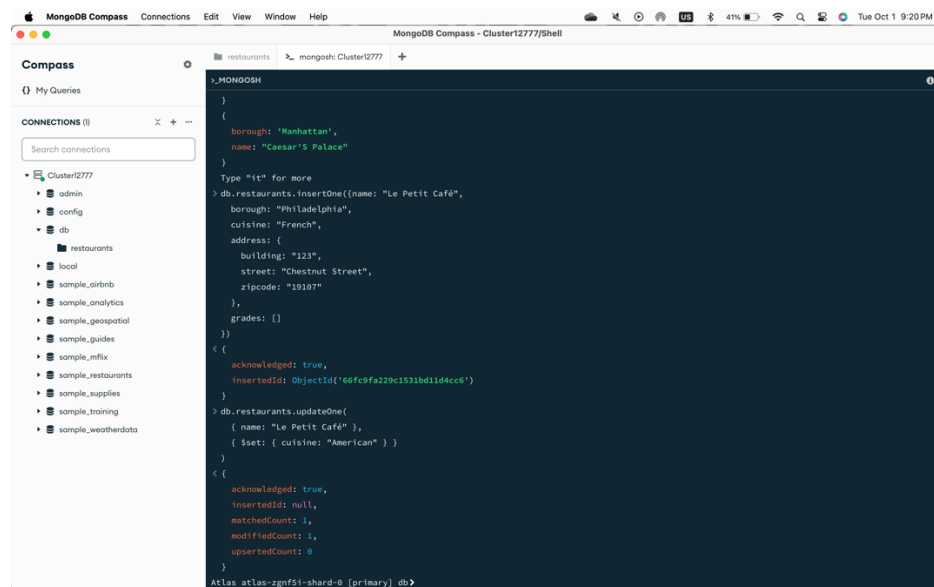 MongoDB Compass Connections Edit View Window Help US 41% Tue Oct 1 9:20 PM
MongoDB Compass - Cluster12777/Shell
Compass
{} My Queries
CONNECTIONS (1)
Search connections
Cluster12777
admin
config
db
restaurants
local
sample_airbnb
sample_analytics
sample_geospatial
sample_guides
sample_mflix
sample_restaurants
sample_supplies
sample_training
sample_weatherdata
restaurants >_ mongosh: Cluster12777 +
>_MONGOSH
}
{
borough: 'Manhattan',
name: "Caesar'S Palace"
}
Type "it" for more
> db.restaurants.insertOne({name: "Le Petit Café",
borough: "Philadelphia",
cuisine: "French",
address: {
building: "123",
street: "Chestnut Street",
zipcode: "19107"
},
grades: []
})
< {
acknowledged: true,
insertedId: ObjectId('66fc9fa229c1531bd11d4cc6')
}
> db.restaurants.updateOne(
{ name: "Le Petit Café" },
{ $set: { cuisine: "American" } }
)
< {
acknowledged: true,
insertedId: null,
matchedCount: 1,
modifiedCount: 1,
upsertedCount: 0
}
Atlas atlas-zgnf5i-shard-0 [primary] db>